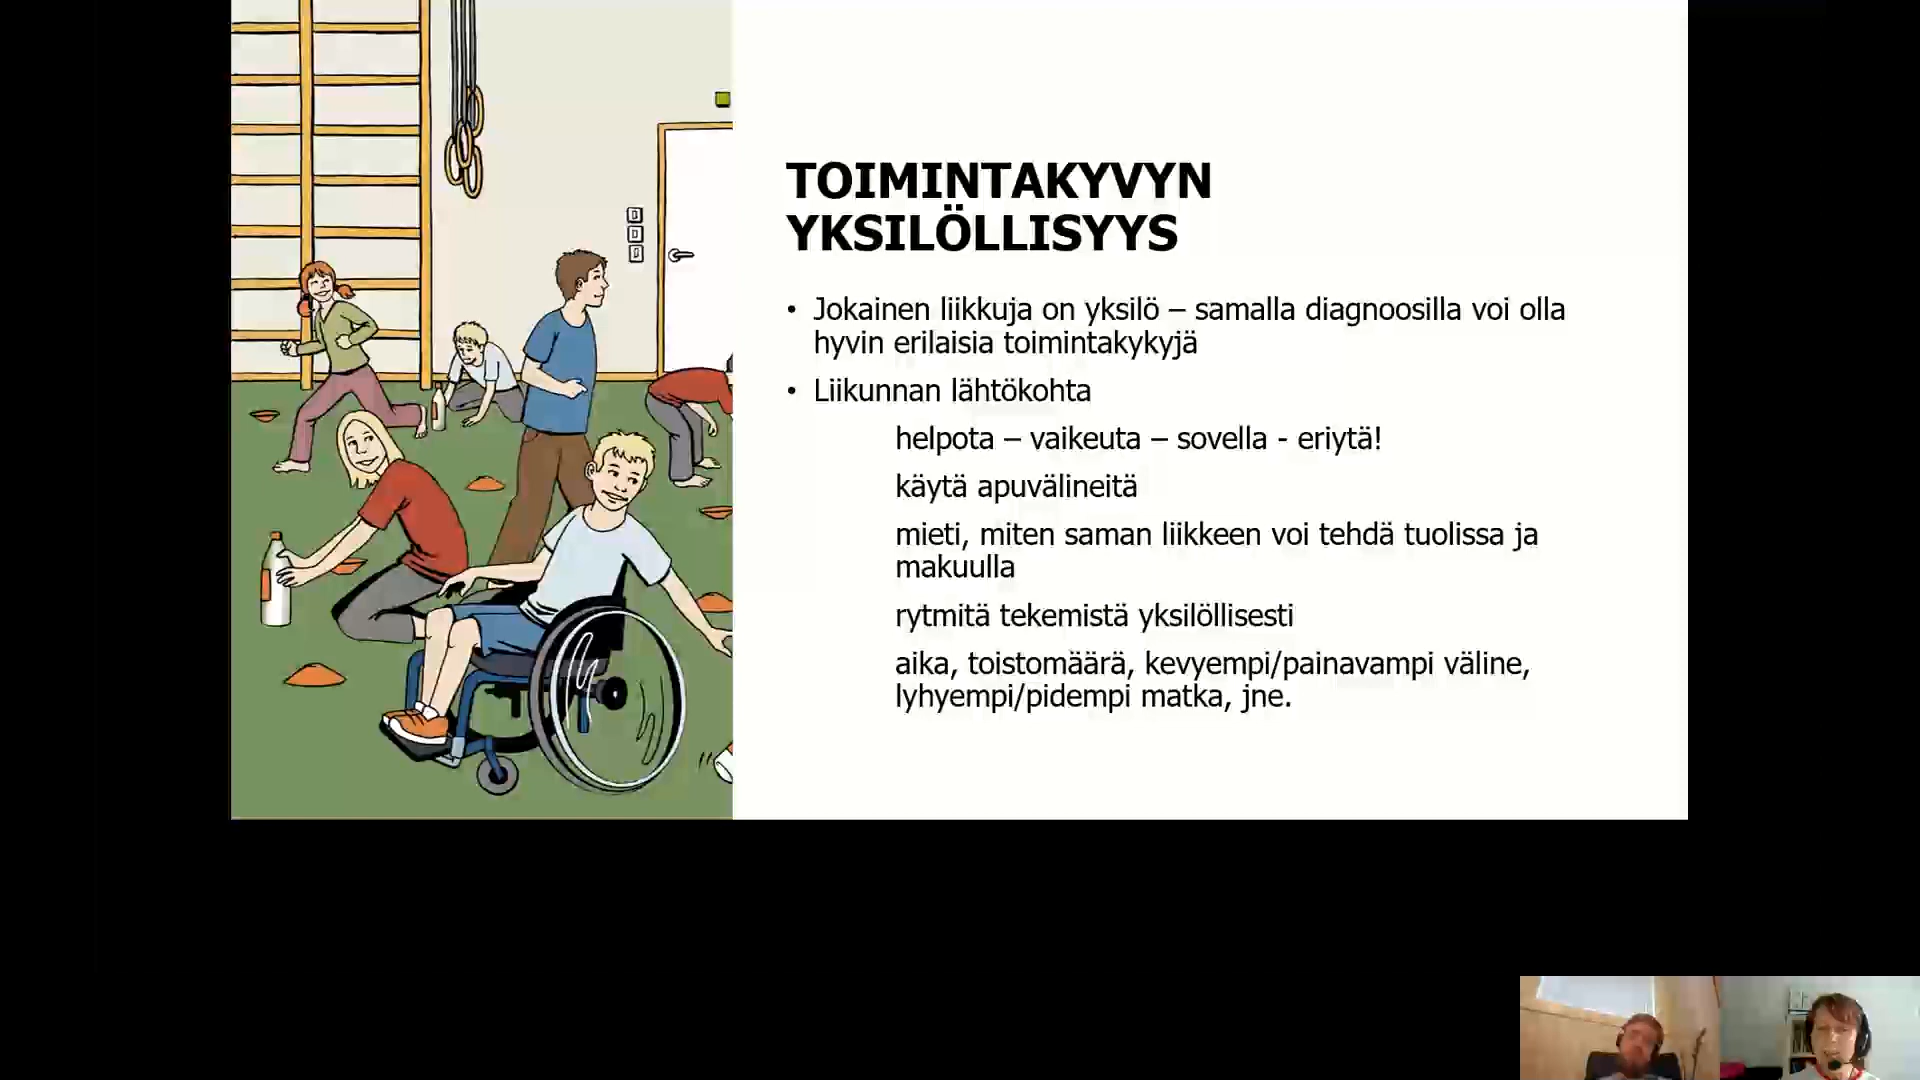 TOIMINTAKYVYN
YKSILÖLLISYYS
• Jokainen liikkuja on yksilö – samalla diagnoosilla voi olla
hyvin erilaisia toimintakykyjä
• Liikunnan lähtökohta
helpota – vaikeuta – sovella - eriytä!
käytä apuvälineitä
mieti, miten saman liikkeen voi tehdä tuolissa ja
makuulla
rytmitä tekemistä yksilöllisesti
aika, toistomäärä, kevyempi/painavampi väline,
lyhyempi/pidempi matka, jne.